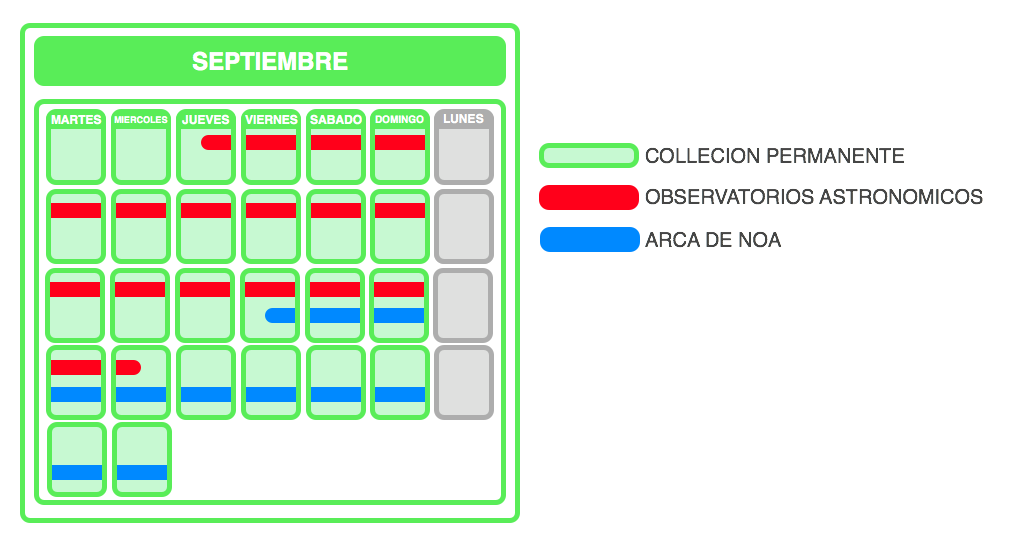 SEPTIEMBRE
MARTES MIERCOLES JUEVES VIERNES SABADO DOMINGO LUNES
COLLECION PERMANENTE
OBSERVATORIOS ASTRONOMICOS
ARCA DE NOA